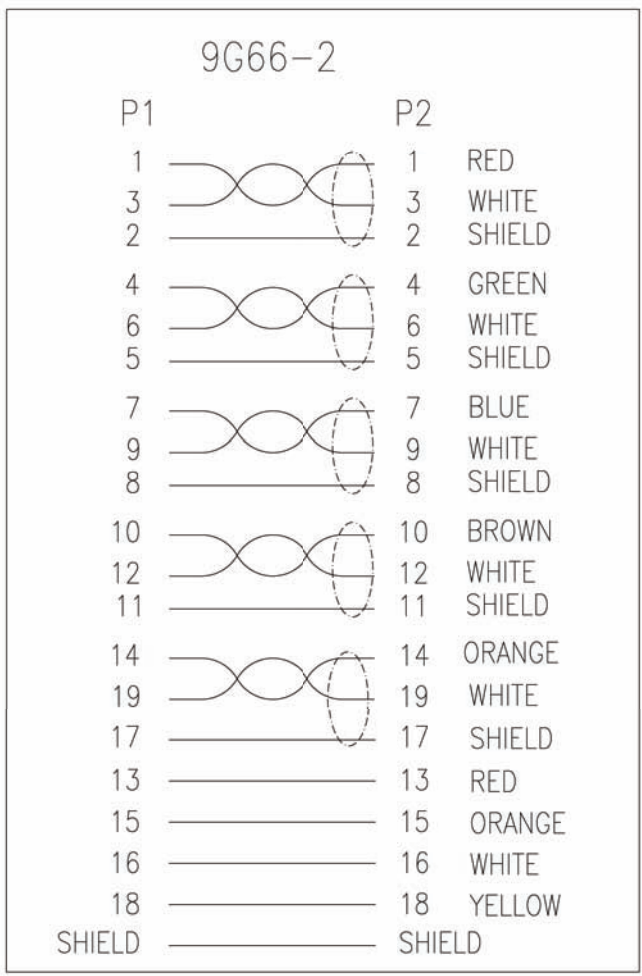 9G66-2
P1 P2
1 1 RED
3 3 WHITE
2 2 SHIELD
4 4 GREEN
6 6 WHITE
5 5 SHIELD
7 7 BLUE
9 9 WHITE
8 8 SHIELD
10 10 BROWN
12 12 WHITE
11 11 SHIELD
14 14 ORANGE
19 19 WHITE
17 17 SHIELD
13 13 RED
15 15 ORANGE
16 16 WHITE
18 18 YELLOW
SHIELD SHIELD